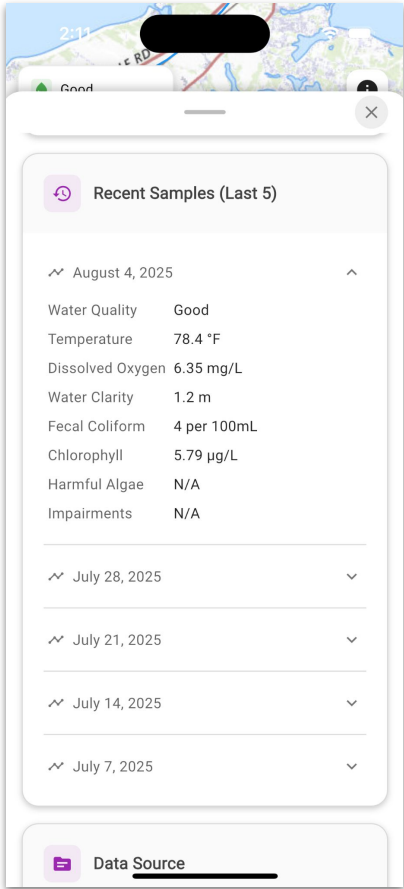 2:11
LE RD
Good
Recent Samples (Last 5)
August 4, 2025
Water Quality Good
Temperature 78.4 °F
Dissolved Oxygen 6.35 mg/L
Water Clarity 1.2 m
Fecal Coliform 4 per 100mL
Chlorophyll 5.79 µg/L
Harmful Algae N/A
Impairments N/A
July 28, 2025
July 21, 2025
July 14, 2025
July 7, 2025
Data Source